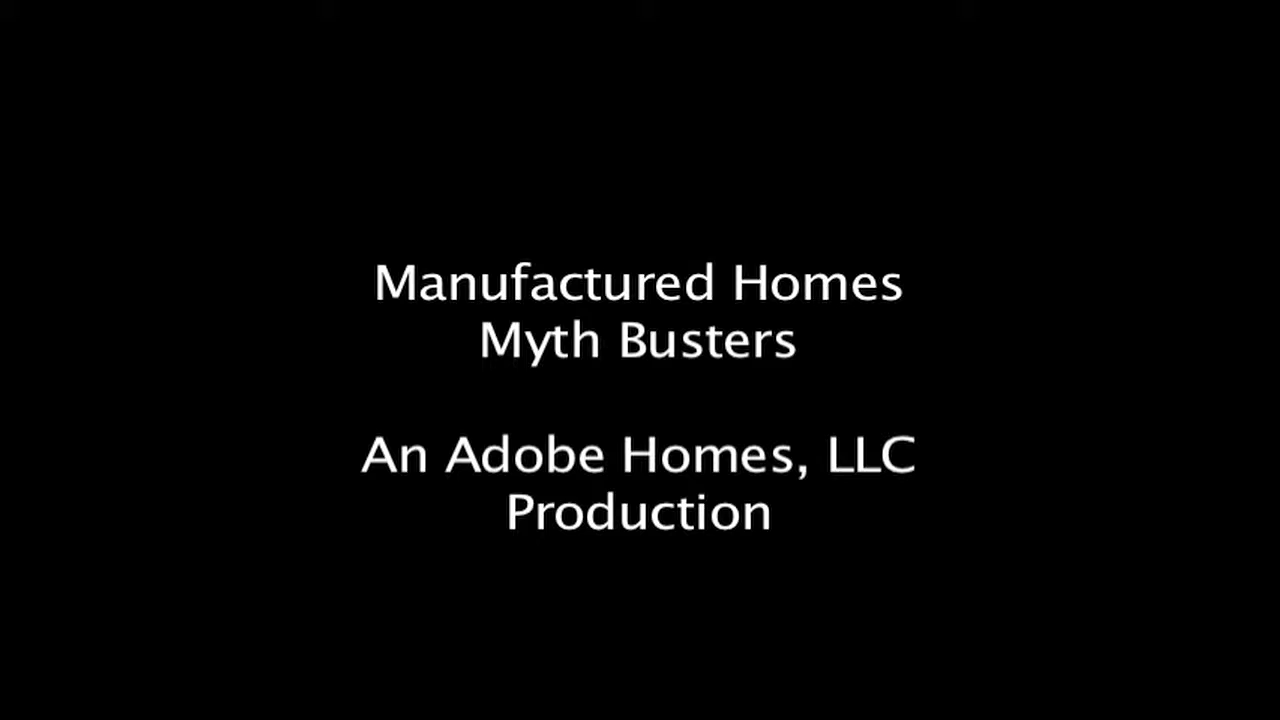 Manufactured Homes
Myth Busters
An Adobe Homes, LLC
Production